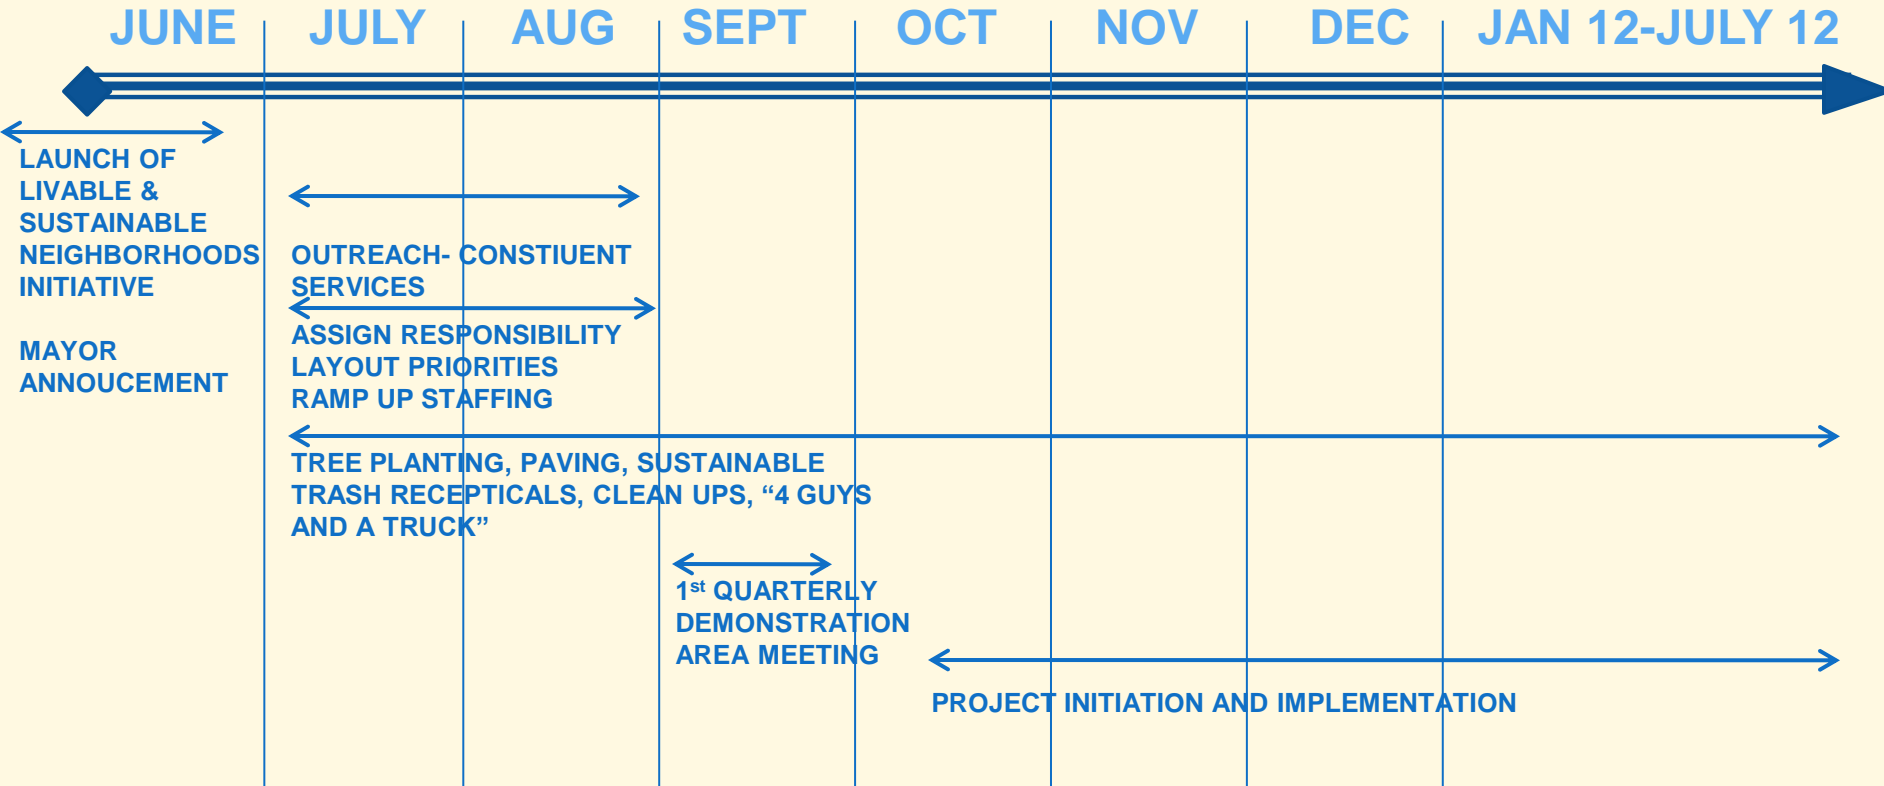 JUNE JULY AUG SEPT OCT NOV DEC JAN 12-JULY 12
LAUNCH OF
LIVABLE &
SUSTAINABLE
NEIGHBORHOODS
INITIATIVE
MAYOR
ANNOUCEMENT
OUTREACH- CONSTIUENT
SERVICES
ASSIGN RESPONSIBILITY
LAYOUT PRIORITIES
RAMP UP STAFFING
TREE PLANTING, PAVING, SUSTAINABLE
TRASH RECEPTICALS, CLEAN UPS, “4 GUYS
AND A TRUCK”
1st QUARTERLY
DEMONSTRATION
AREA MEETING
PROJECT INITIATION AND IMPLEMENTATION